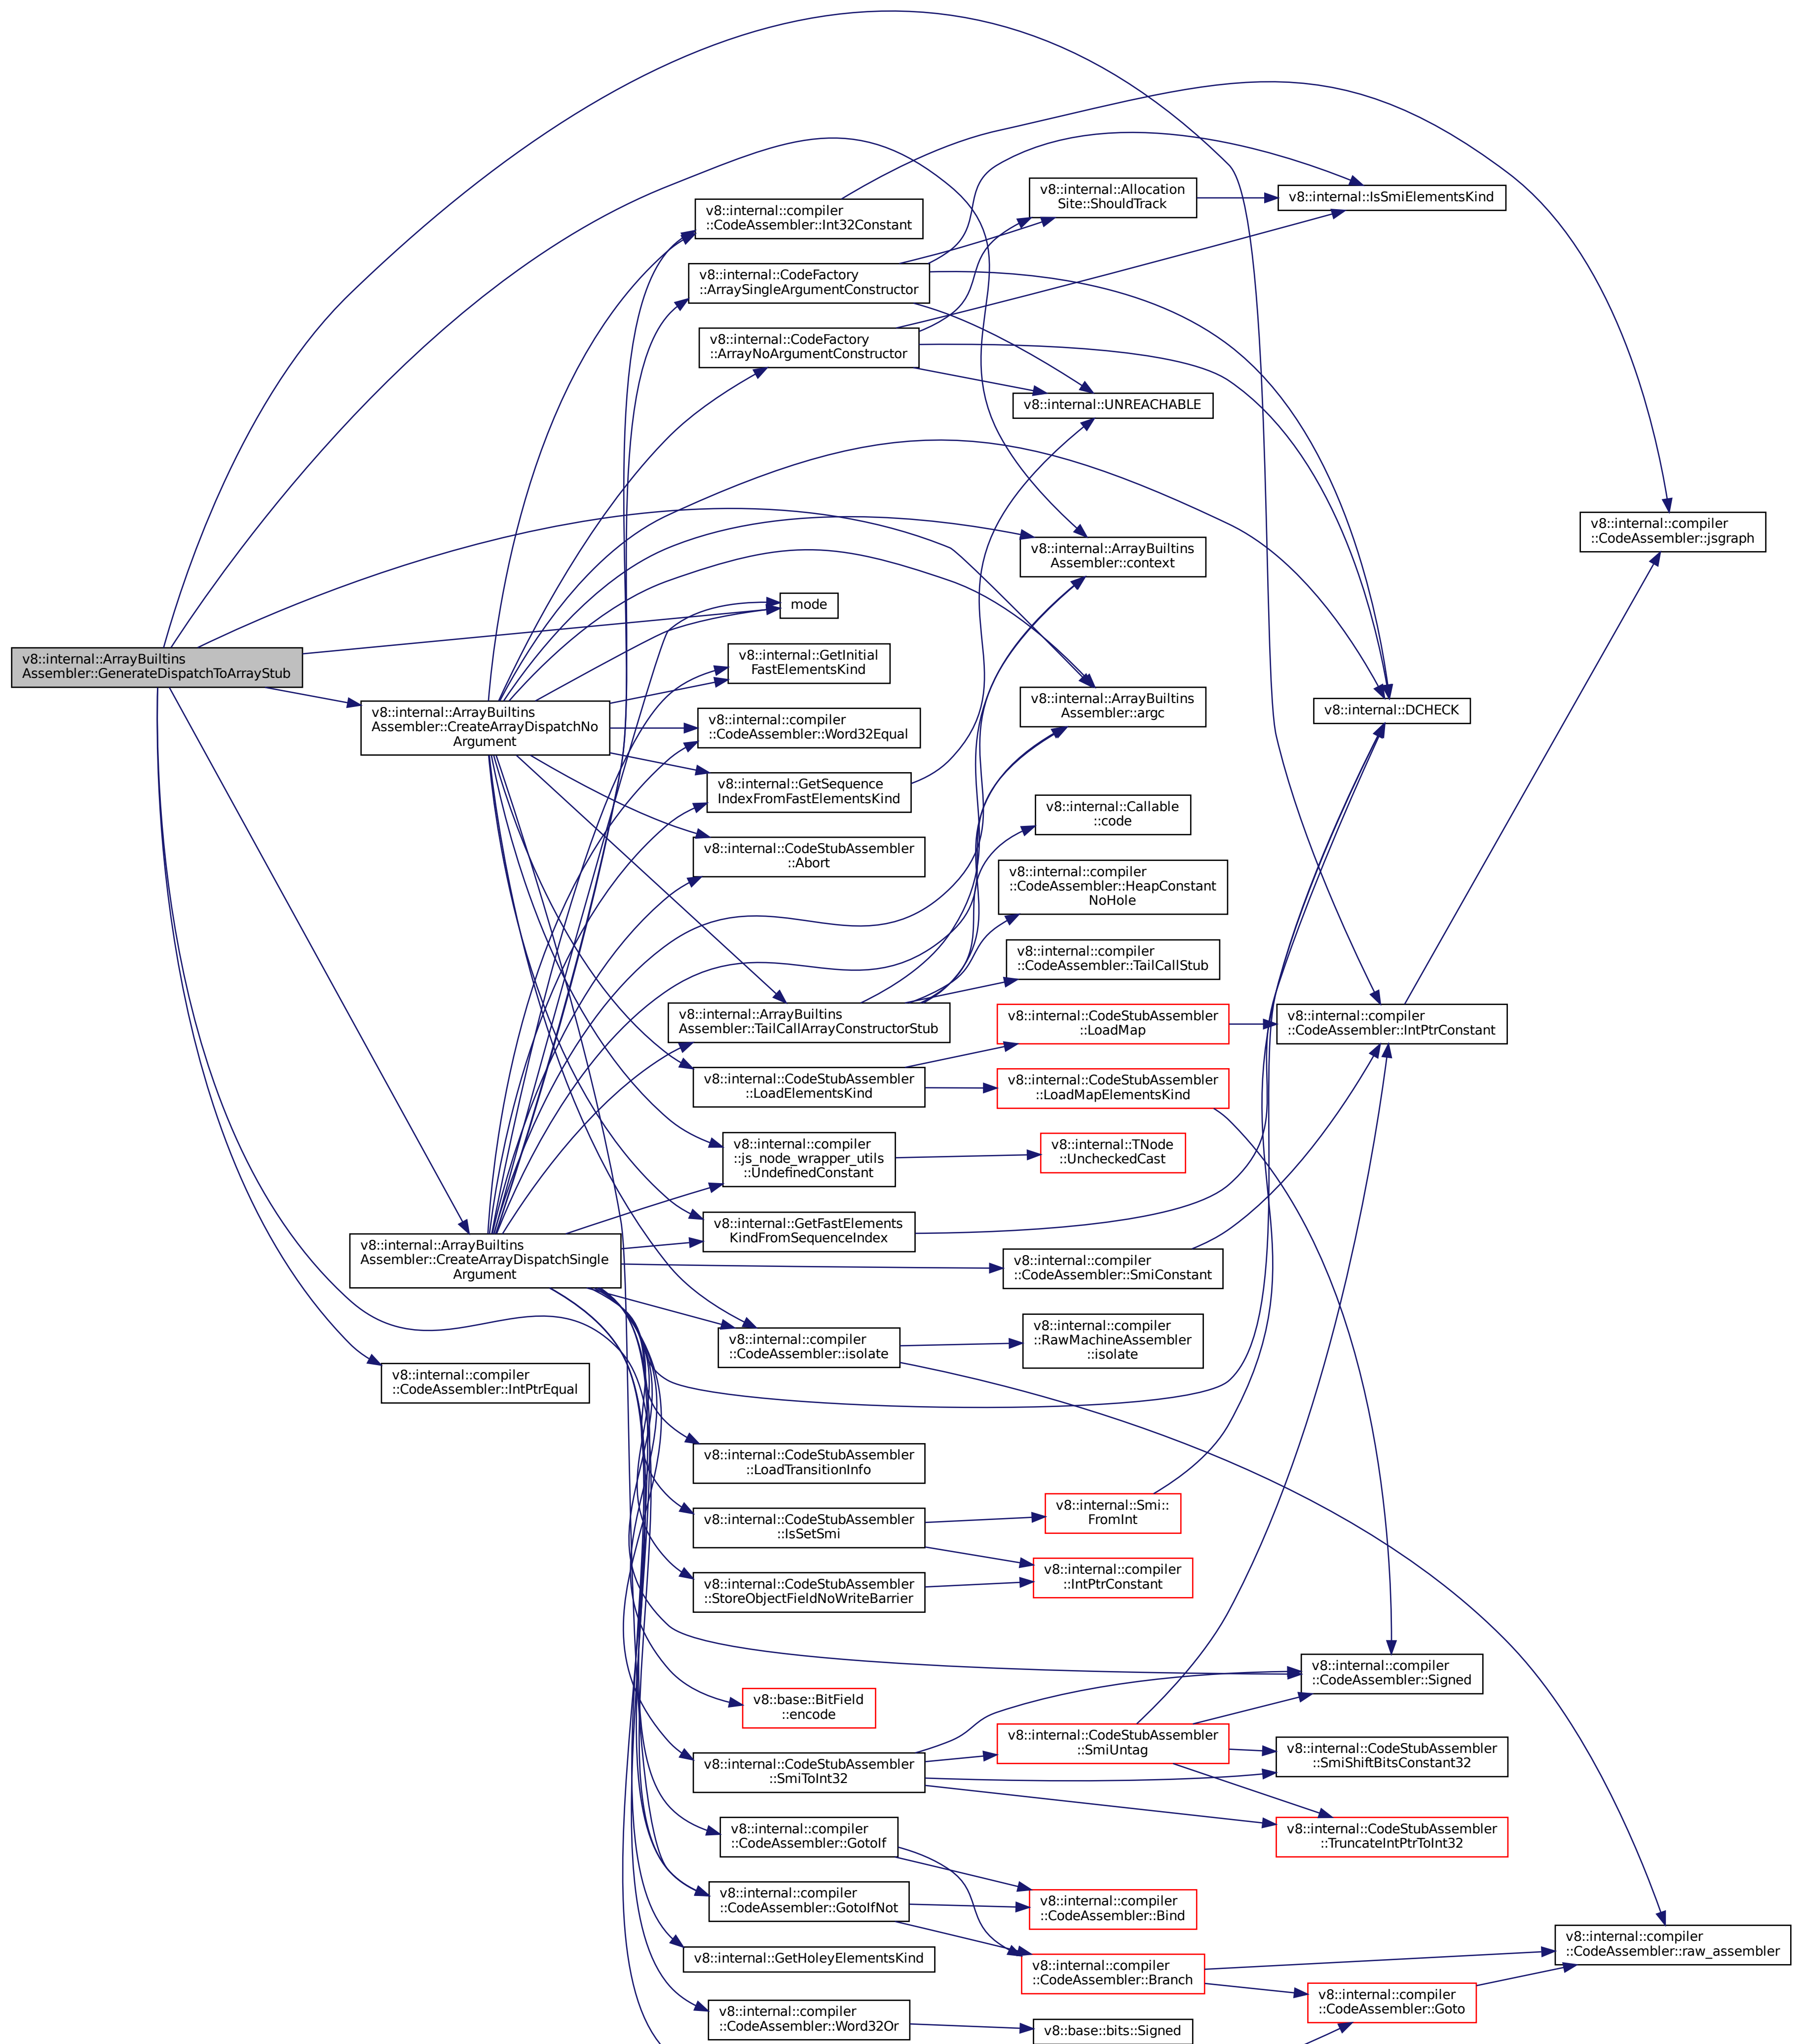 v8::internal::ArrayBuiltins
Assembler::GenerateDispatchToArrayStub
v8::internal::ArrayBuiltins
Assembler::CreateArrayDispatchNo
Argument
v8::internal::ArrayBuiltins
Assembler::CreateArrayDispatchSingle
Argument
v8::internal::compiler
::CodeAssembler::IntPtrEqual
v8::internal::compiler
::CodeAssembler::Int32Constant
v8::internal::CodeFactory
::ArraySingleArgumentConstructor
v8::internal::CodeFactory
::ArrayNoArgumentConstructor
mode
v8::internal::GetInitial
FastElementsKind
v8::internal::compiler
::CodeAssembler::Word32Equal
v8::internal::GetSequence
IndexFromFastElementsKind
v8::internal::CodeStubAssembler
::Abort
v8::internal::ArrayBuiltins
Assembler::TailCallArrayConstructorStub
v8::internal::CodeStubAssembler
::LoadElementsKind
v8::internal::compiler
::js_node_wrapper_utils
::UndefinedConstant
v8::internal::GetFastElements
KindFromSequenceIndex
v8::internal::compiler
::CodeAssembler::isolate
v8::internal::CodeStubAssembler
::LoadTransitionInfo
v8::internal::CodeStubAssembler
::IsSetSmi
v8::internal::CodeStubAssembler
::StoreObjectFieldNoWriteBarrier
v8::base::BitField
::encode
v8::internal::CodeStubAssembler
::SmiToInt32
v8::internal::compiler
::CodeAssembler::GotoIf
v8::internal::compiler
::CodeAssembler::GotoIfNot
v8::internal::GetHoleyElementsKind
v8::internal::compiler
::CodeAssembler::Word32Or
v8::internal::Allocation
Site::ShouldTrack
v8::internal::UNREACHABLE
v8::internal::ArrayBuiltins
Assembler::context
v8::internal::ArrayBuiltins
Assembler::argc
v8::internal::Callable
::code
v8::internal::compiler
::CodeAssembler::HeapConstant
NoHole
v8::internal::compiler
::CodeAssembler::TailCallStub
v8::internal::CodeStubAssembler
::LoadMap
v8::internal::CodeStubAssembler
::LoadMapElementsKind
v8::internal::TNode
::UncheckedCast
v8::internal::compiler
::CodeAssembler::SmiConstant
v8::internal::compiler
::RawMachineAssembler
::isolate
v8::internal::Smi::
FromInt
v8::internal::compiler
::IntPtrConstant
v8::internal::CodeStubAssembler
::SmiUntag
v8::internal::compiler
::CodeAssembler::Bind
v8::internal::compiler
::CodeAssembler::Branch
v8::base::bits::Signed
v8::internal::IsSmiElementsKind
v8::internal::DCHECK
v8::internal::compiler
::CodeAssembler::IntPtrConstant
v8::internal::compiler
::CodeAssembler::Signed
v8::internal::CodeStubAssembler
::SmiShiftBitsConstant32
v8::internal::CodeStubAssembler
::TruncateIntPtrToInt32
v8::internal::compiler
::CodeAssembler::Goto
v8::internal::compiler
::CodeAssembler::jsgraph
v8::internal::compiler
::CodeAssembler::raw_assembler